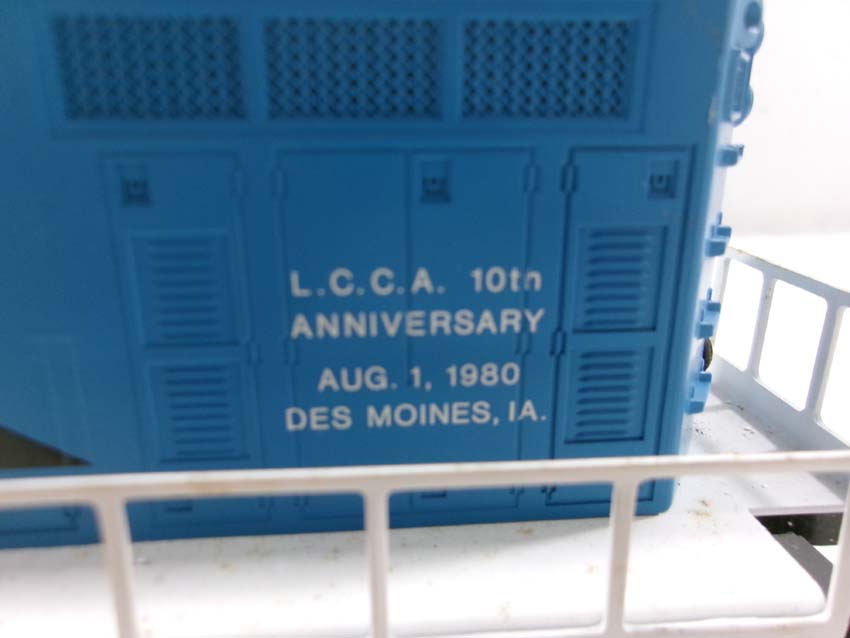 L.C.C.A. 10th
ANNIVERSARY
AUG. 1, 1980
DES MOINES, IA.